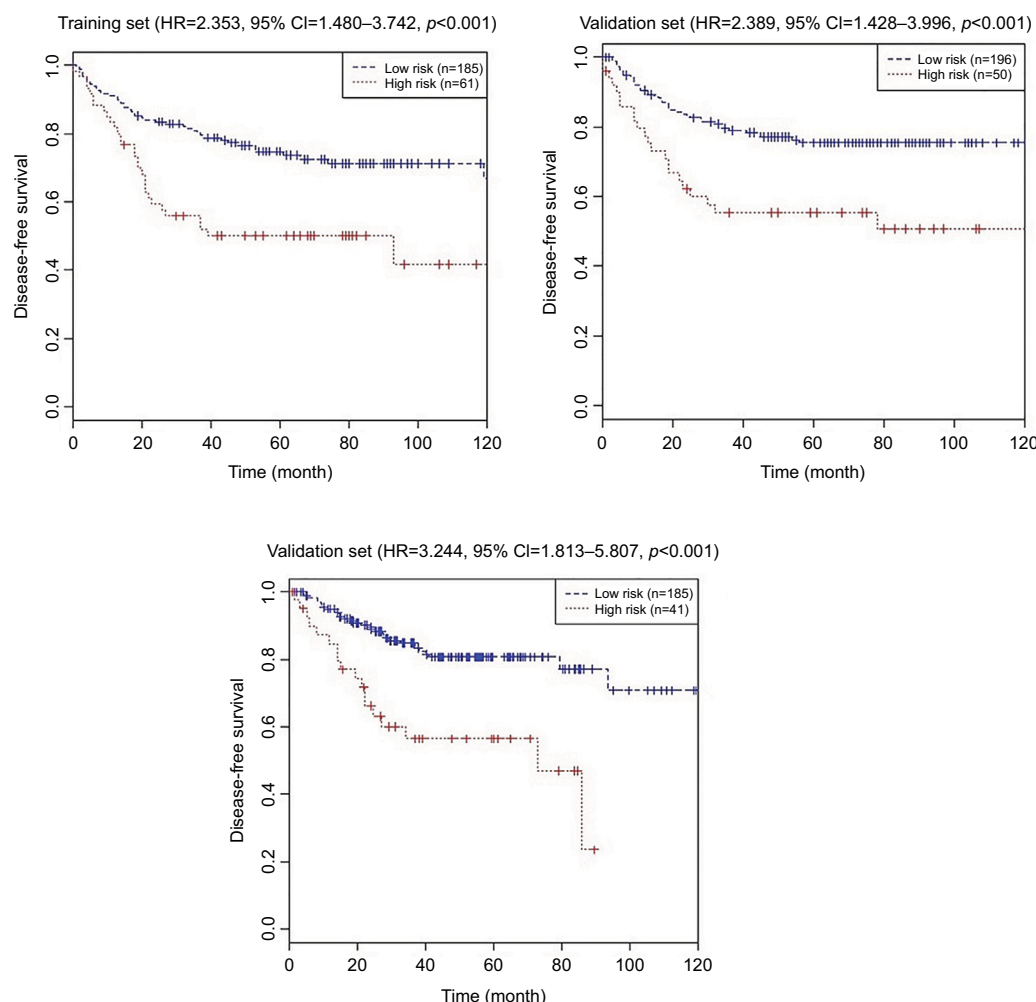 Training set (HR=2.353, 95% CI=1.480–3.742, p<0.001)
Disease-free survival
1.0
0.8
0.6
0.4
0.2
0.0
Low risk (n=185)
High risk (n=61)
0 20 40 60 80 100 120
Time (month)
Validation set (HR=2.389, 95% CI=1.428–3.996, p<0.001)
Disease-free survival
1.0
0.8
0.6
0.4
0.2
0.0
Low risk (n=196)
High risk (n=50)
0 20 40 60 80 100 120
Time (month)
Validation set (HR=3.244, 95% CI=1.813–5.807, p<0.001)
Disease-free survival
1.0
0.8
0.6
0.4
0.2
0.0
Low risk (n=185)
High risk (n=41)
0 20 40 60 80 100 120
Time (month)